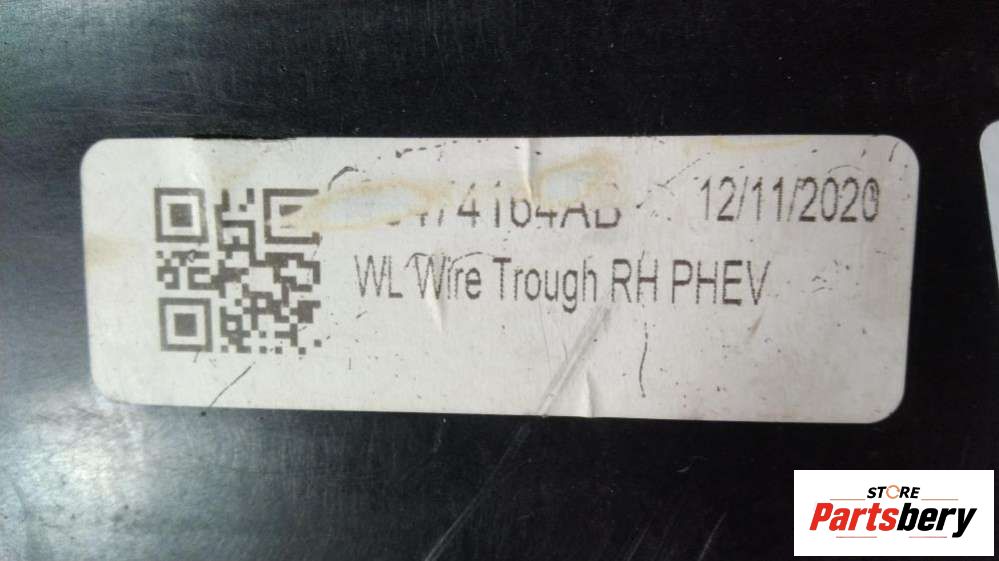 12/11/2020
WL Wire Trough RH PHEV
STORE
Partsbery